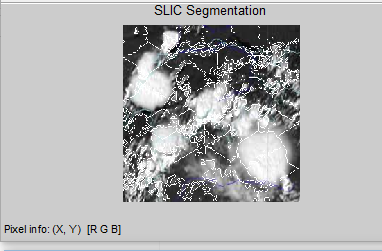 SLIC Segmentation
Pixel info: (X, Y) [R G B]